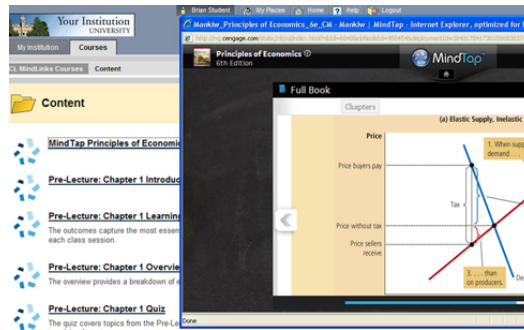 Your Institution
UNIVERSITY
Brian Student
My Places
Home
Help
Logout
My Institution
Courses
CL MindLinks Courses
Content
Content
MindTap Principles of Economic
Pre-Lecture: Chapter 1 Introduc
Pre-Lecture: Chapter 1 Learning
The outcomes capture the most essen
each class session.
Pre-Lecture: Chapter 1 Overvie
The overview provides a breakdown of e
Pre-Lecture: Chapter 1 Quiz
The quiz covers topics from the Pre-Le
Mankiw_Principles of Economics_6e_CM - Mankiw | MindTap - Internet Explorer, optimized for
Principles of Economics
6th Edition
MindTap
Full Book
Chapters
(a) Elastic Supply, Inelastic
Price
1. When supp
demand . . .
Price buyers pay
Tax
Price without tax
Price sellers
receive
3. . . . than
on producers.
De
Done